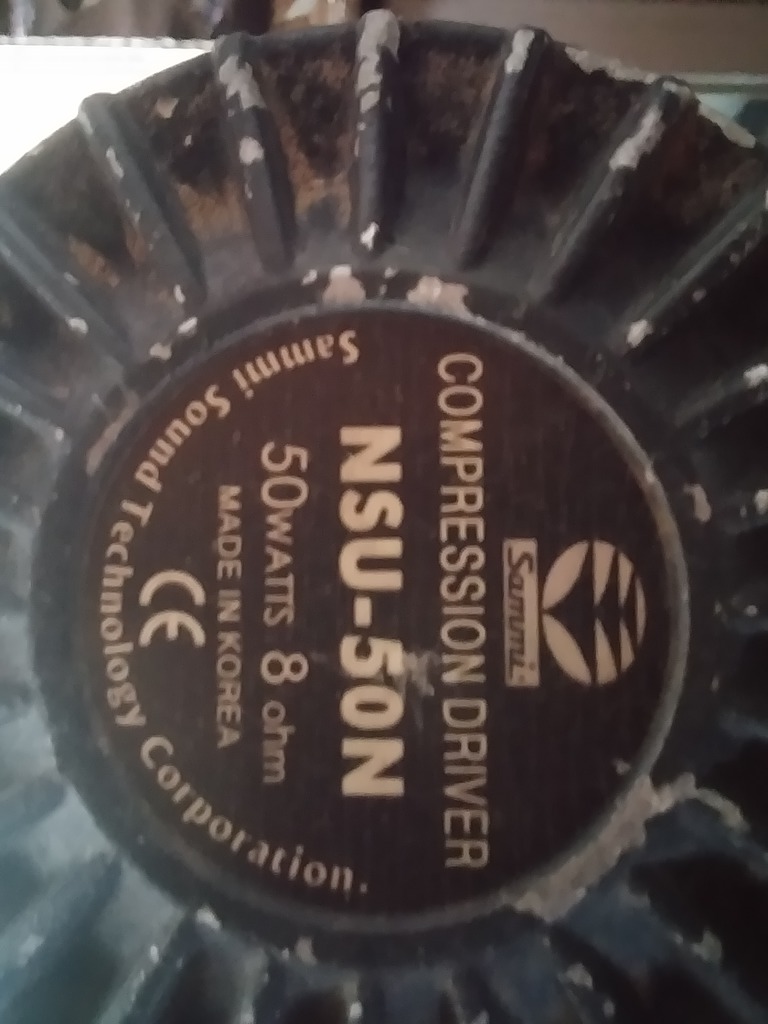 Sammi
COMPRESSION DRIVER
NSU-50N
50WATTS 8 ohm
MADE IN KOREA
CE
Sammi Sound Technology Corporation.